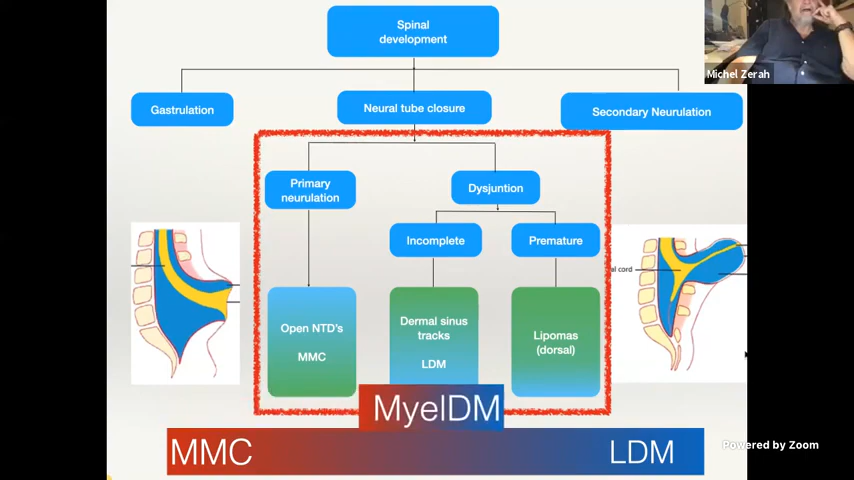 Spinal
development
Michel Zerah
Gastrulation
Neural tube closure
Secondary Neurulation
Primary
neurulation
Dysjuntion
Incomplete
Premature
al cord
Open NTD's
MMC
Dermal sinus
tracks
LDM
Lipomas
(dorsal)
MyelDM
MMC
LDM
Powered by Zoom